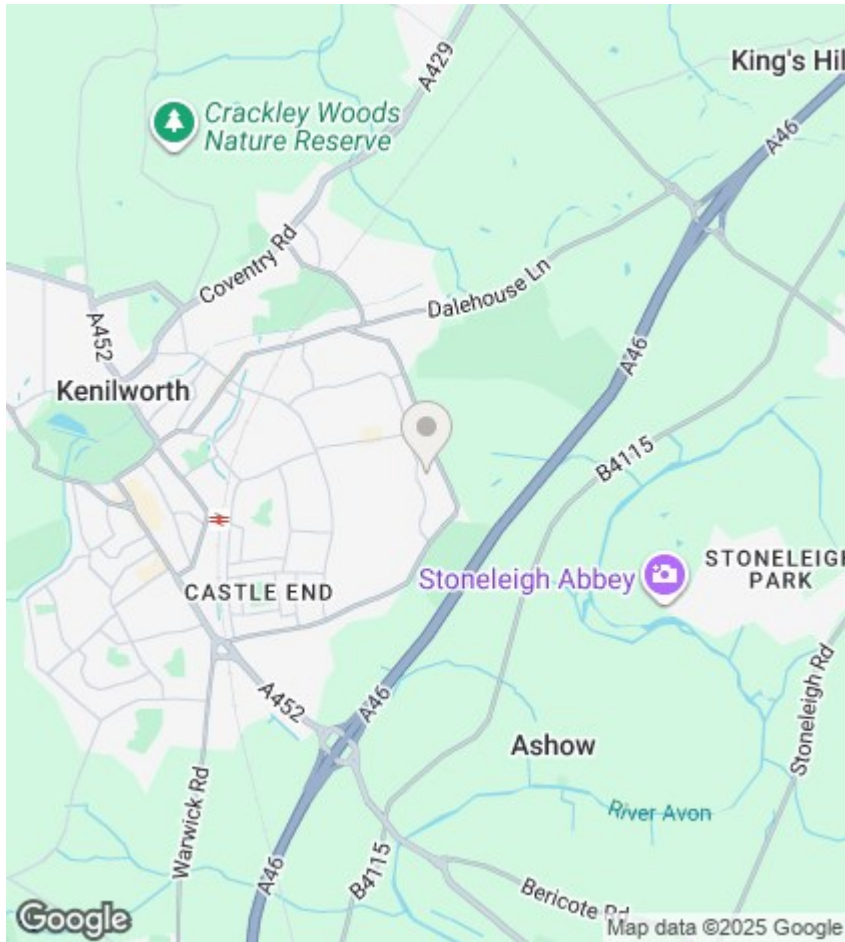 King's Hil
A429
Crackley Woods
Nature Reserve
A46
Coventry Rd
Dalehouse Ln
A452
A46
Kenilworth
B4115
Stoneleigh Abbey
STONELEIGH
PARK
CASTLE END
A452
A46
Stoneleigh Rd
Ashow
Warwick Rd
River Avon
A46
B4115
Bericote Rd
Google
Map data ©2025 Google